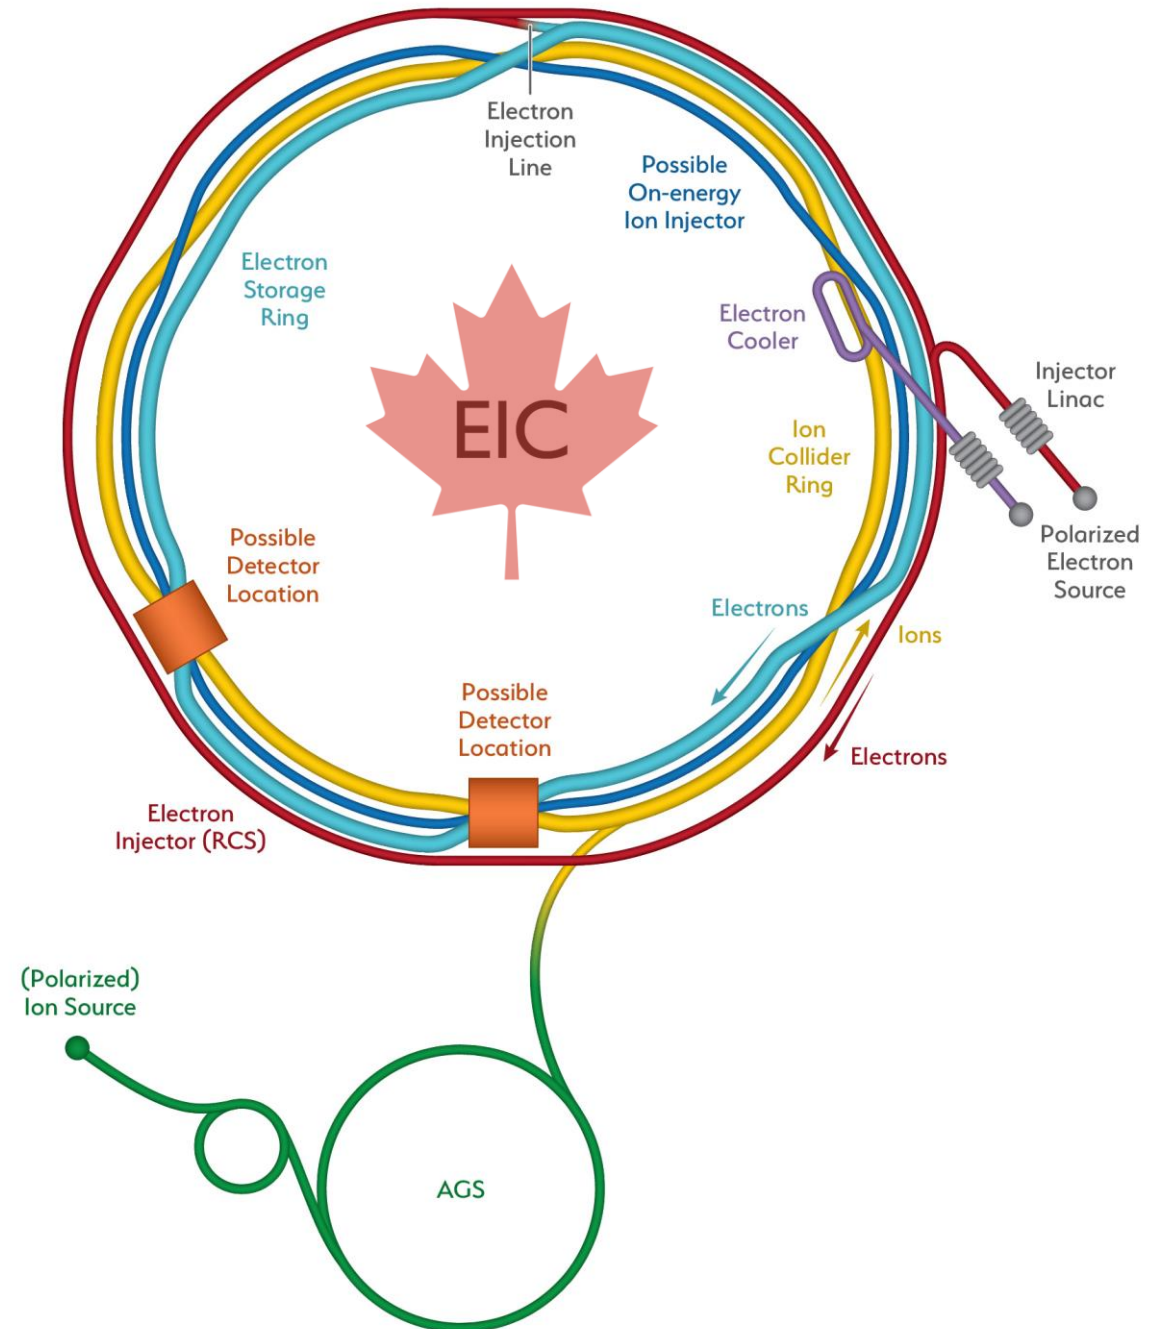 Electron
Injection
Line
Possible
On-energy
Ion Injector
Electron
Storage
Ring
Electron
Cooler
Injector
Linac
EIC
Ion
Collider
Ring
Possible
Detector
Location
Polarized
Electron
Source
Electrons
Ions
Possible
Detector
Location
Electrons
Electron
Injector (RCS)
(Polarized)
Ion Source
AGS